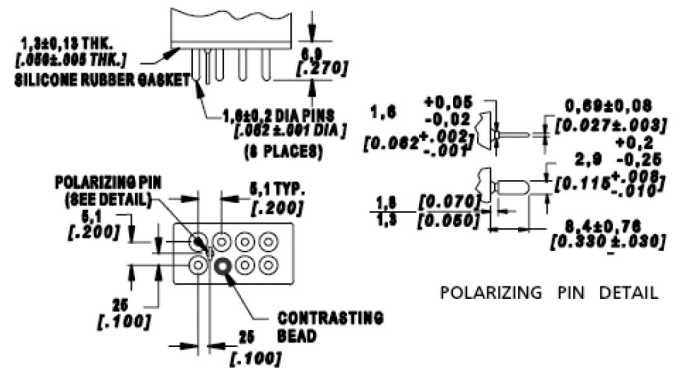 1,3±0,13 THK.
[.050±.005 THK.]
SILICONE RUBBER GASKET
6,9
[.270]
1,6±0,2 DIA PINS
[.062 ±.001 DIA ]
(8 PLACES)
POLARIZING PIN
(SEE DETAIL)
5,1 TYP.
[.200]
5,1
[.200]
25
[.100]
25
[.100]
CONTRASTING
BEAD
1,6 +0,05
-0,02
[0.062 +.002
-.001]
0,69±0,08
[0.027±.003]
2,9 +0,2
-0,25
[0.115 +.008
-.010]
1,8 [0.070]
1,3 [0.050]
8,4±0,76
[0.330 ±.030]
POLARIZING PIN DETAIL